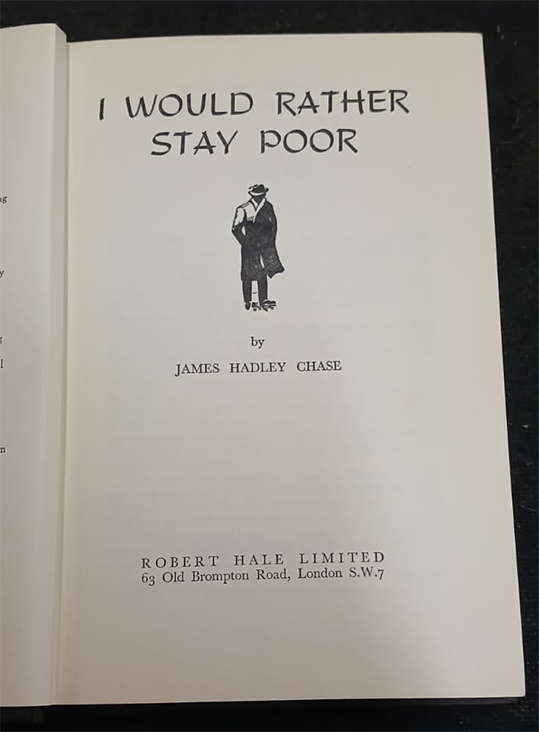 I WOULD RATHER
STAY POOR
by
JAMES HADLEY CHASE
ROBERT HALE LIMITED
63 Old Brompton Road, London S.W.7